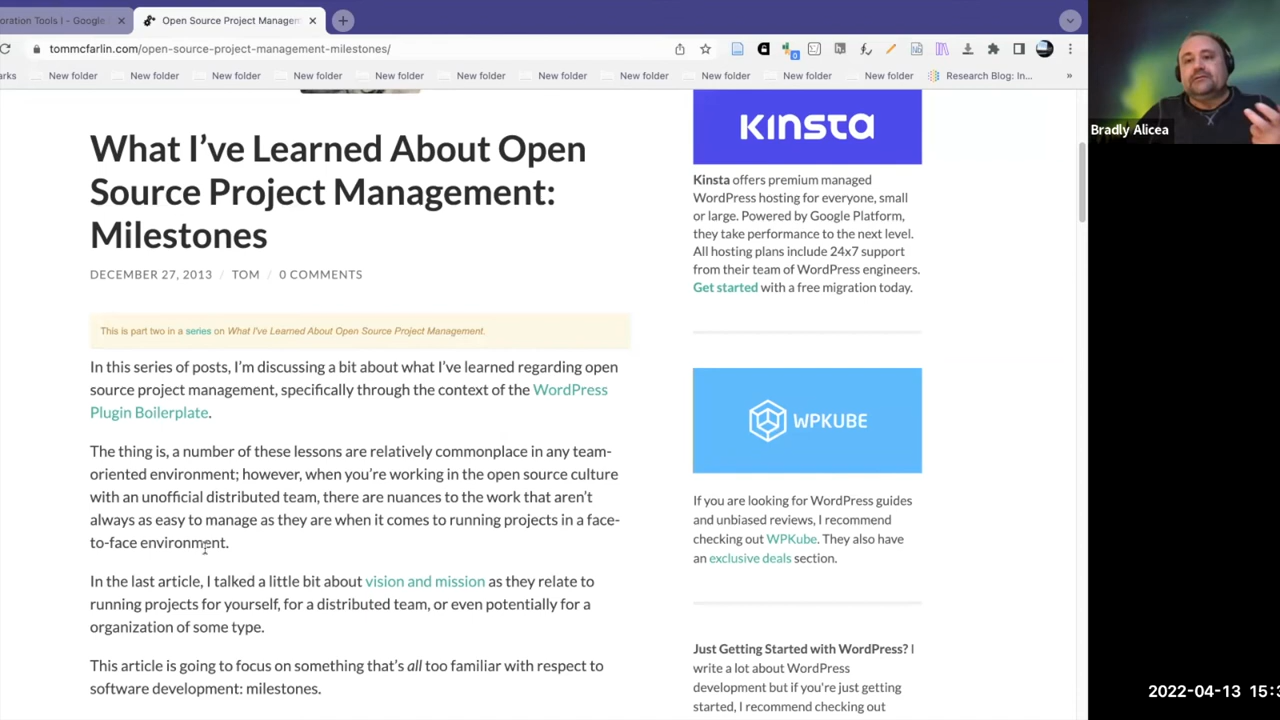 oration Tools I – Google
Open Source Project Managem
tommcfarlin.com/open-source-project-management-milestones/
arks
New folder
New folder
New folder
New folder
New folder
New folder
New folder
New folder
New folder
New folder
New folder
Research Blog: In...
»
What I've Learned About Open
Source Project Management:
Milestones
DECEMBER 27, 2013 / TOM / 0 COMMENTS
This is part two in a series on What I've Learned About Open Source Project Management.
In this series of posts, I'm discussing a bit about what I've learned regarding open
source project management, specifically through the context of the WordPress
Plugin Boilerplate.
The thing is, a number of these lessons are relatively commonplace in any team-
oriented environment; however, when you're working in the open source culture
with an unofficial distributed team, there are nuances to the work that aren't
always as easy to manage as they are when it comes to running projects in a face-
to-face environment.
In the last article, I talked a little bit about vision and mission as they relate to
running projects for yourself, for a distributed team, or even potentially for a
organization of some type.
This article is going to focus on something that's all too familiar with respect to
software development: milestones.
KINSTA
Kinsta offers premium managed
WordPress hosting for everyone, small
or large. Powered by Google Platform,
they take performance to the next level.
All hosting plans include 24x7 support
from their team of WordPress engineers.
Get started with a free migration today.
WPKUBE
If you are looking for WordPress guides
and unbiased reviews, I recommend
checking out WPKube. They also have
an exclusive deals section.
Just Getting Started with WordPress? I
write a lot about WordPress
development but if you're just getting
started, I recommend checking out
Bradly Alicea
2022-04-13 15:3